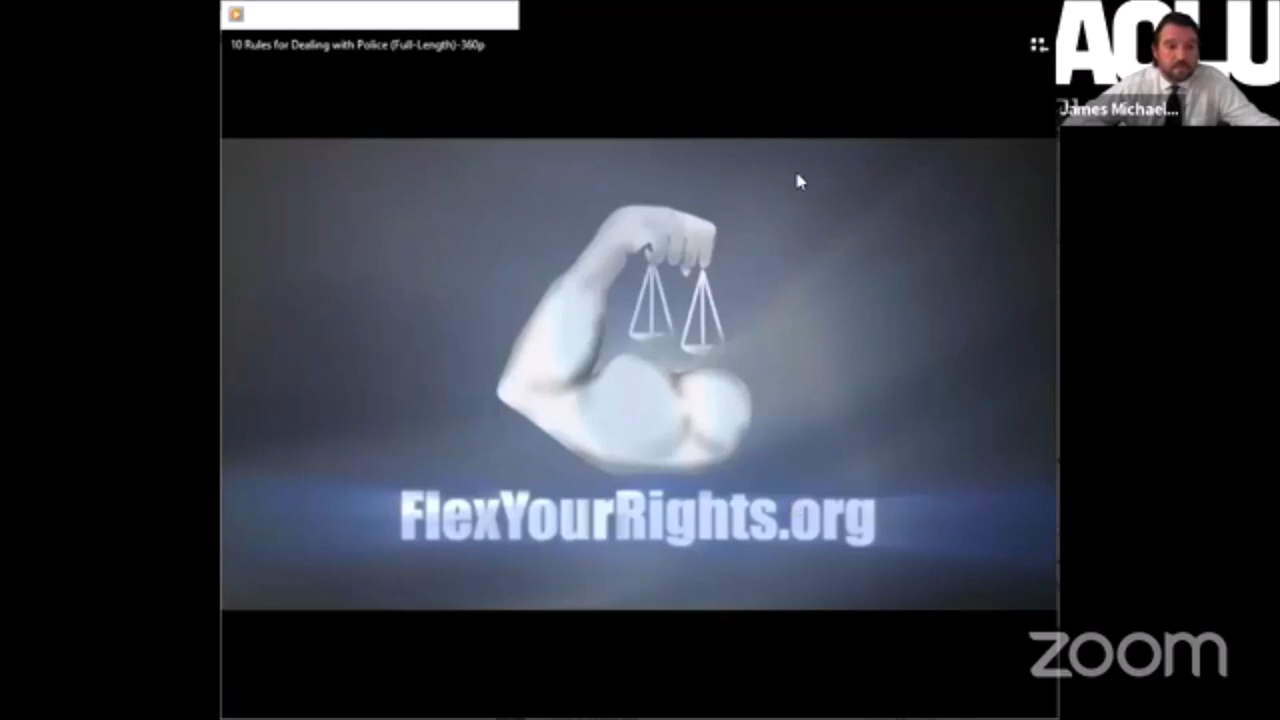 10 Rules for Dealing with Police (Full-Length)-360p
ACLU
James Michael...
FlexYourRights.org
zoom